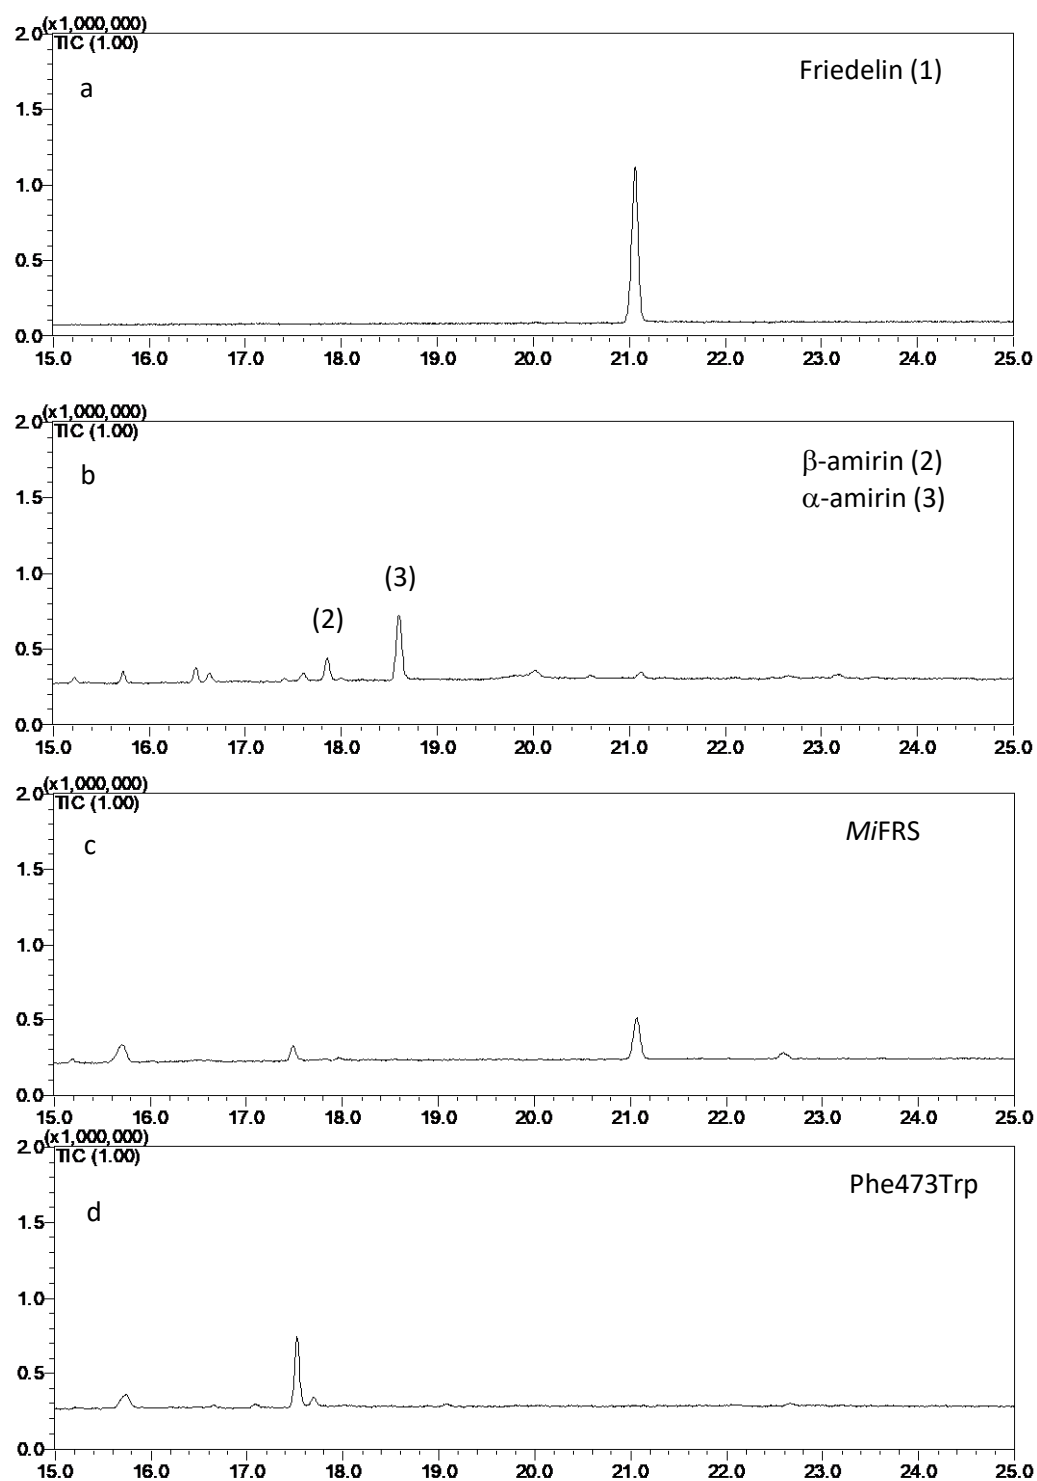 (x1,000,000)
TIC (1.00)
a
Friedelin (1)
2.0
1.5
1.0
0.5
0.0
15.0 16.0 17.0 18.0 19.0 20.0 21.0 22.0 23.0 24.0 25.0
(x1,000,000)
TIC (1.00)
b
β-amirin (2)
α-amirin (3)
(3)
(2)
2.0
1.5
1.0
0.5
0.0
15.0 16.0 17.0 18.0 19.0 20.0 21.0 22.0 23.0 24.0 25.0
(x1,000,000)
TIC (1.00)
c
MiFRS
2.0
1.5
1.0
0.5
0.0
15.0 16.0 17.0 18.0 19.0 20.0 21.0 22.0 23.0 24.0 25.0
(x1,000,000)
TIC (1.00)
d
Phe473Trp
2.0
1.5
1.0
0.5
0.0
15.0 16.0 17.0 18.0 19.0 20.0 21.0 22.0 23.0 24.0 25.0